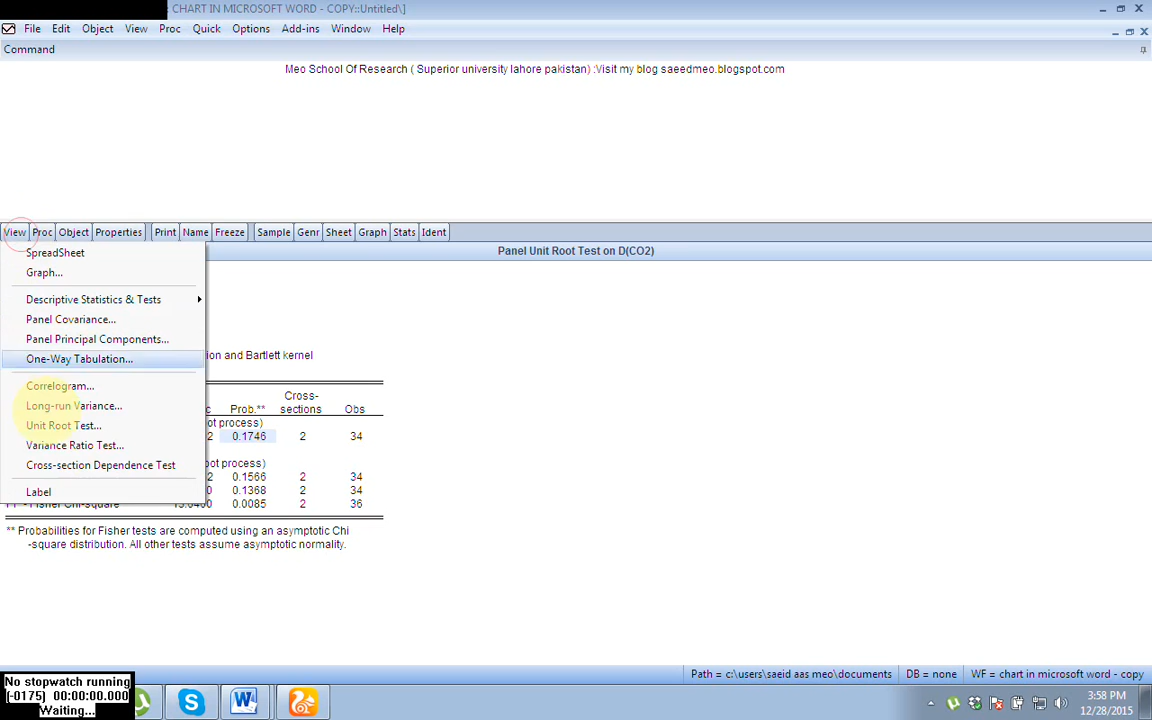 CHART IN MICROSOFT WORD - COPY::Untitled\]
File Edit Object View Proc Quick Options Add-ins Window Help
Command
Meo School Of Research ( Superior university lahore pakistan) :Visit my blog saeedmeo.blogspot.com
View Proc Object Properties Print Name Freeze Sample Genr Sheet Graph Stats Ident
Panel Unit Root Test on D(CO2)
SpreadSheet
Graph...
Descriptive Statistics & Tests
Panel Covariance...
Panel Principal Components...
One-Way Tabulation...
Correlogram...
Long-run Variance...
Unit Root Test...
Variance Ratio Test...
Cross-section Dependence Test
Label
ion and Bartlett kernel
Cross-
Prob.** sections Obs
oot process)
2 0.1746 2 34
oot process)
2 0.1566 2 34
0 0.1368 2 34
0.0085 2 36
** Probabilities for Fisher tests are computed using an asymptotic Chi
-square distribution. All other tests assume asymptotic normality.
Path = c:\users\saeid aas meo\documents DB = none WF = chart in microsoft word - copy
No stopwatch running
[-0175] 00:00:00.000
Waiting...
3:58 PM
12/28/2015